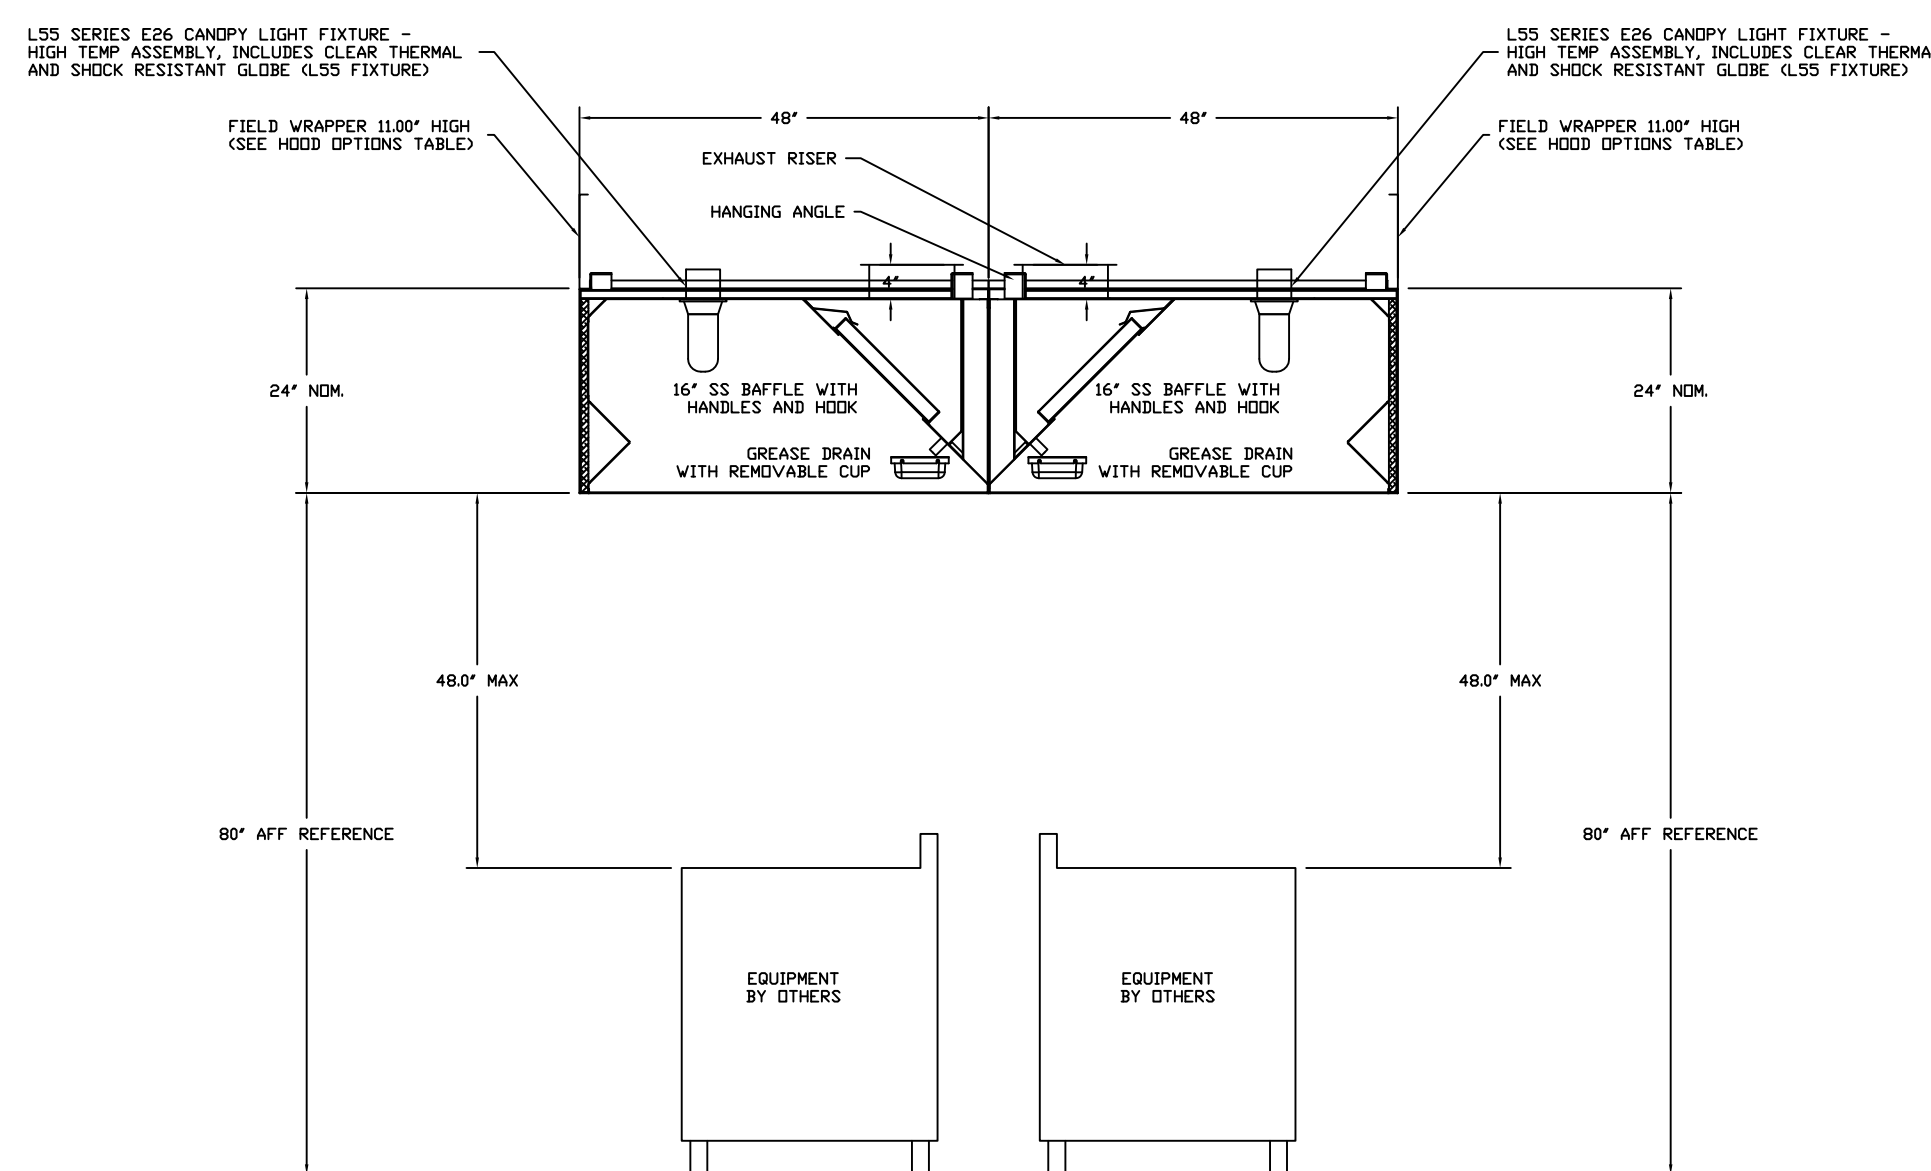 L55 SERIES E26 CANOPY LIGHT FIXTURE -
HIGH TEMP ASSEMBLY, INCLUDES CLEAR THERMAL
AND SHOCK RESISTANT GLOBE (L55 FIXTURE)
L55 SERIES E26 CANOPY LIGHT FIXTURE -
HIGH TEMP ASSEMBLY, INCLUDES CLEAR THERMA
AND SHOCK RESISTANT GLOBE (L55 FIXTURE)
FIELD WRAPPER 11.00" HIGH
(SEE HOOD OPTIONS TABLE)
48"
48"
FIELD WRAPPER 11.00" HIGH
(SEE HOOD OPTIONS TABLE)
EXHAUST RISER
HANGING ANGLE
4"
4"
24" NOM.
16" SS BAFFLE WITH
HANDLES AND HOOK
16" SS BAFFLE WITH
HANDLES AND HOOK
24" NOM.
GREASE DRAIN
WITH REMOVABLE CUP
GREASE DRAIN
WITH REMOVABLE CUP
48.0" MAX
48.0" MAX
80" AFF REFERENCE
80" AFF REFERENCE
EQUIPMENT
BY OTHERS
EQUIPMENT
BY OTHERS